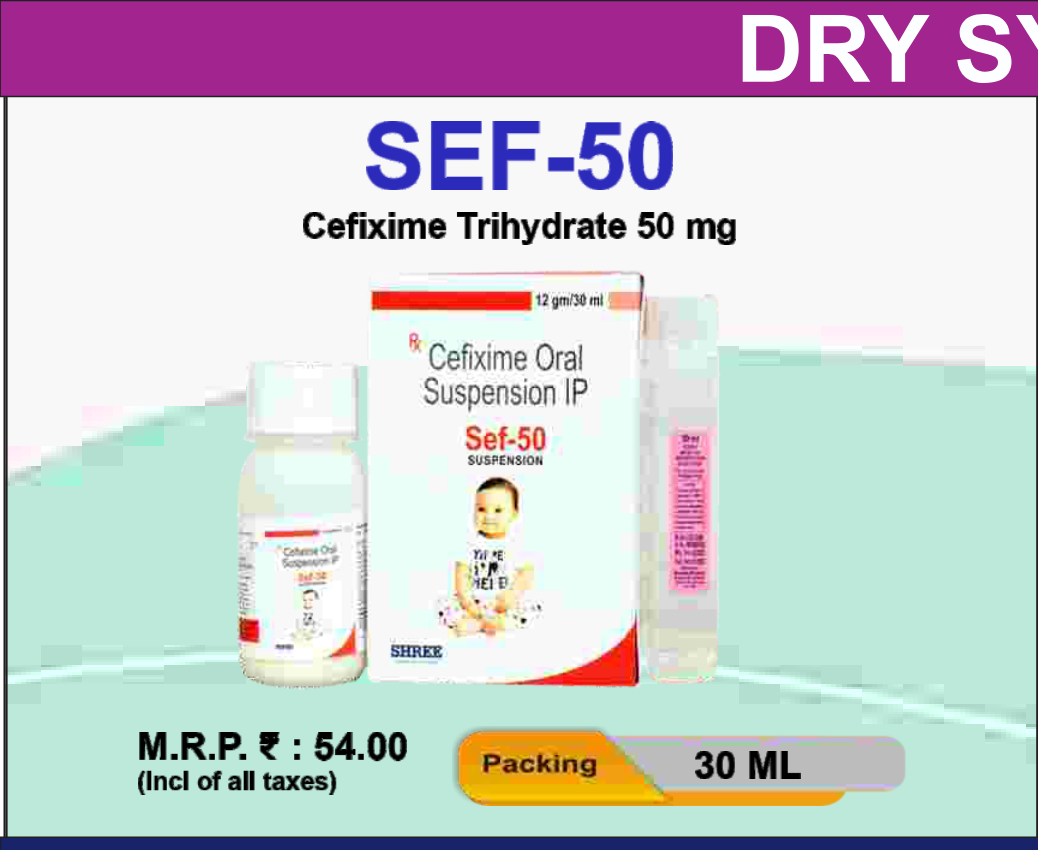 DRY SY
SEF-50
Cefixime Trihydrate 50 mg
12 gm/30 ml
Rx Cefixime Oral
Suspension IP
Sef-50
SUSPENSION
SHREE
Cefixime Oral
Suspension IP
Sef-50
M.R.P. ₹ : 54.00
(Incl of all taxes)
Packing
30 ML